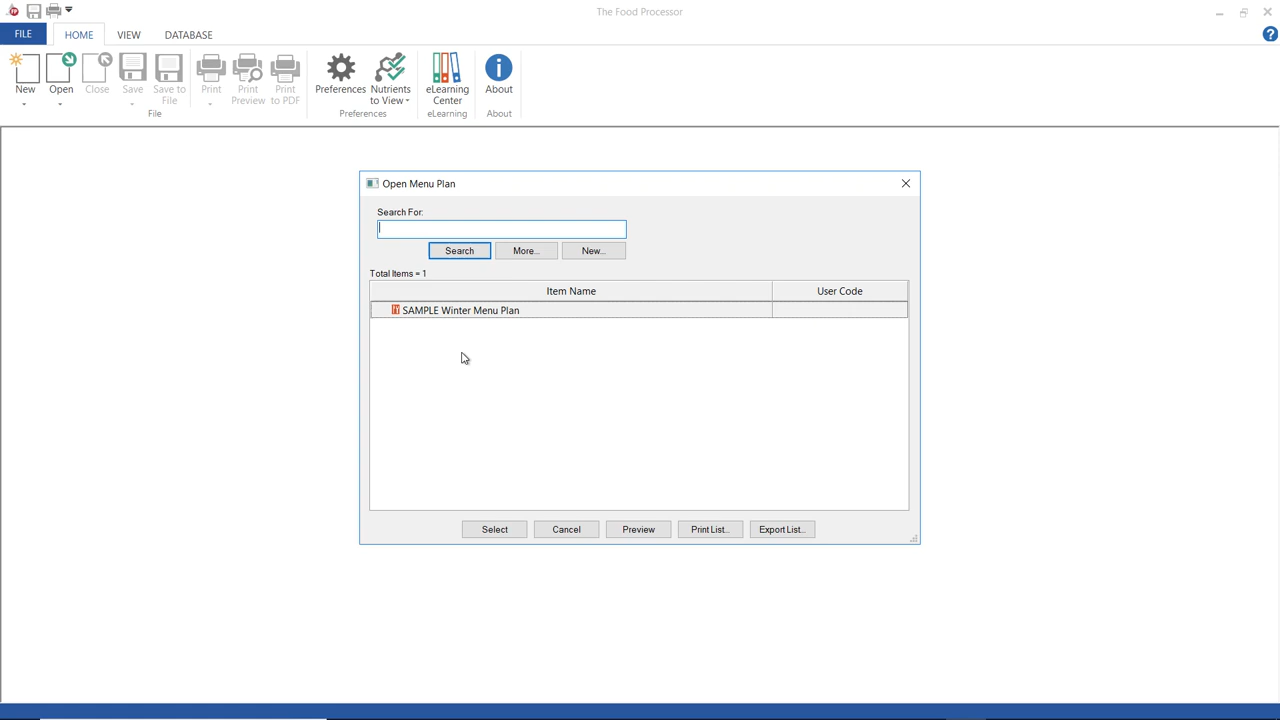 The Food Processor
FILE
HOME
VIEW
DATABASE
New
Open
Close
Save
Save to File
Print
Print Preview
Print to PDF
Preferences
Nutrients to View
eLearning Center
About
File
Preferences
eLearning
About
Open Menu Plan
Search For:
Search
More...
New...
Total Items = 1
Item Name
User Code
SAMPLE Winter Menu Plan
Select
Cancel
Preview
Print List...
Export List...